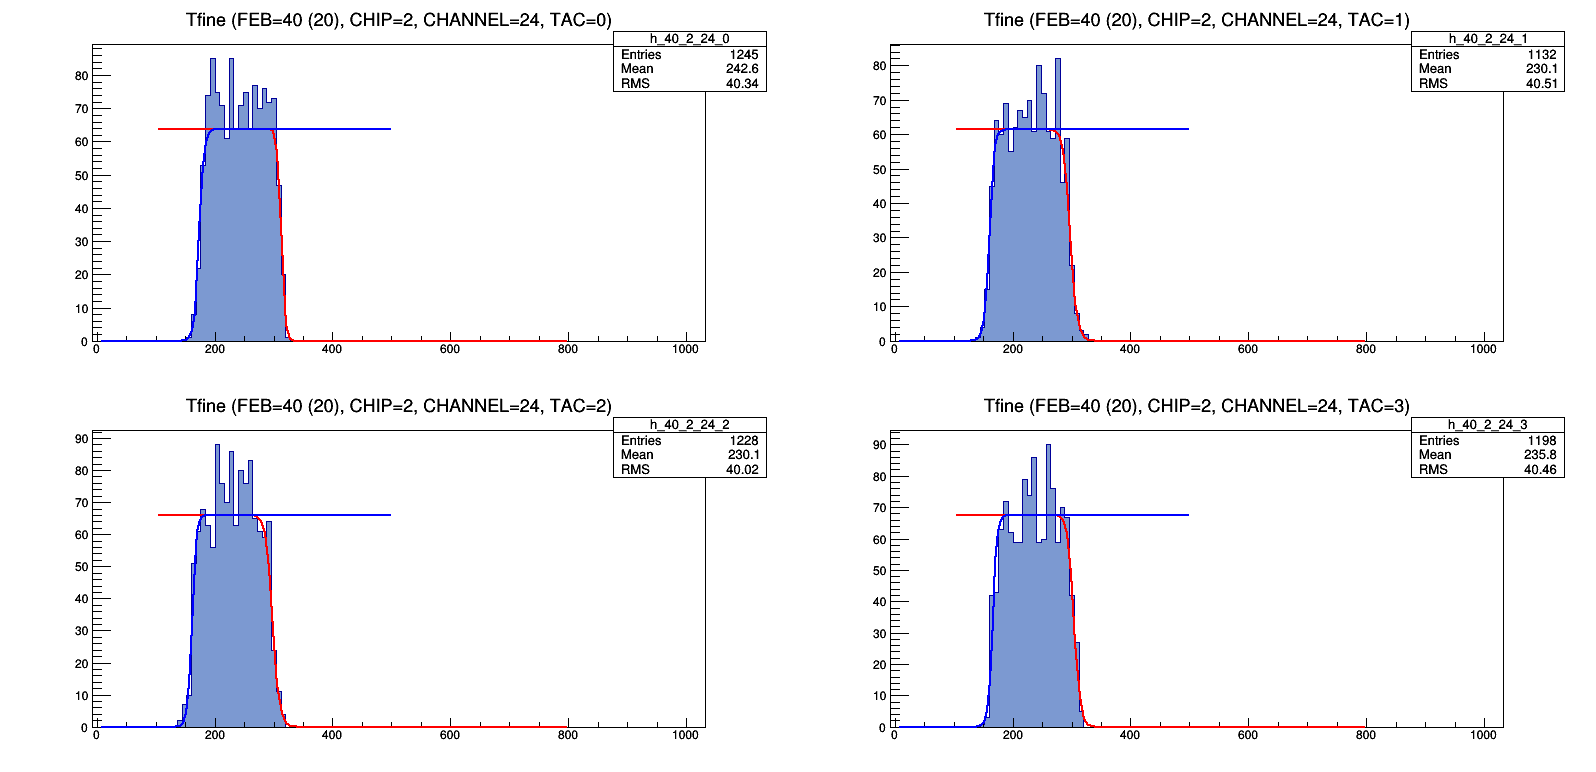 Tfine (FEB=40 (20), CHIP=2, CHANNEL=24, TAC=0)
h_40_2_24_0
Entries 1245
Mean 242.6
RMS 40.34
80
70
60
50
40
30
20
10
0
0 200 400 600 800 1000
Tfine (FEB=40 (20), CHIP=2, CHANNEL=24, TAC=1)
h_40_2_24_1
Entries 1132
Mean 230.1
RMS 40.51
80
70
60
50
40
30
20
10
0
0 200 400 600 800 1000
Tfine (FEB=40 (20), CHIP=2, CHANNEL=24, TAC=2)
h_40_2_24_2
Entries 1228
Mean 230.1
RMS 40.02
90
80
70
60
50
40
30
20
10
0
0 200 400 600 800 1000
Tfine (FEB=40 (20), CHIP=2, CHANNEL=24, TAC=3)
h_40_2_24_3
Entries 1198
Mean 235.8
RMS 40.46
90
80
70
60
50
40
30
20
10
0
0 200 400 600 800 1000